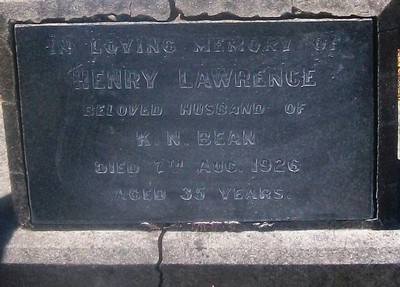 IN LOVING MEMORY OF
HENRY LAWRENCE
BELOVED HUSBAND OF
K. N. BEAN
DIED 7TH AUG. 1926
AGED 35 YEARS.